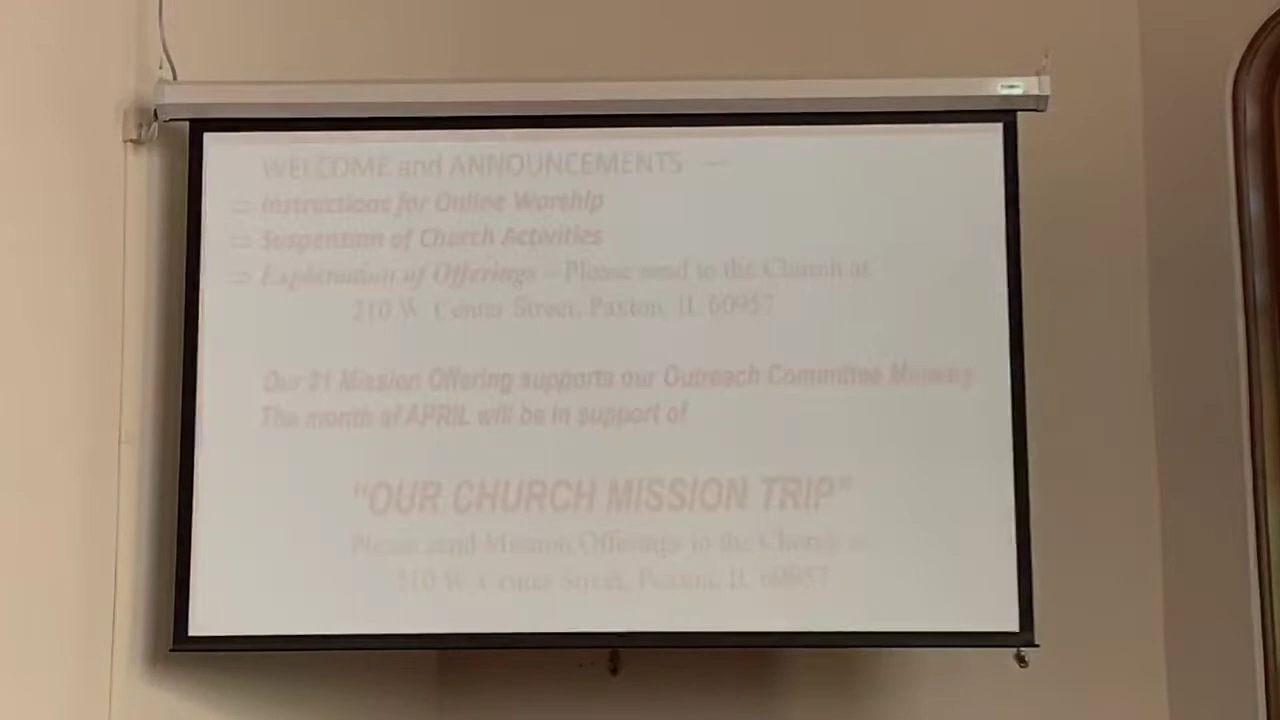 WELCOME and ANNOUNCEMENTS —
⇨ Instructions for Online Worship
⇨ Suspension of Church Activities
⇨ Explanation of Offerings – Please send to the Church at
210 W. Center Street, Paxton, IL 60957
Our $1 Mission Offering supports our Outreach Committee Ministry
The month of APRIL will be in support of
“OUR CHURCH MISSION TRIP”
Please send Mission Offerings to the Church at
210 W. Center Street, Paxton, IL 60957